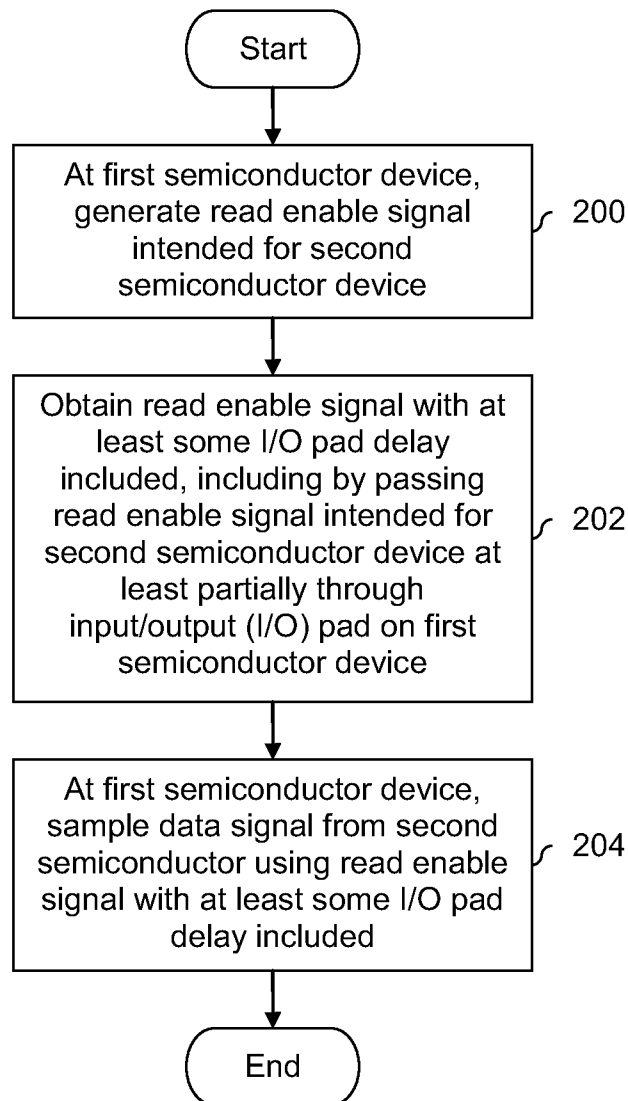 Start
At first semiconductor device,
generate read enable signal
intended for second
semiconductor device
200
Obtain read enable signal with at
least some I/O pad delay
included, including by passing
read enable signal intended for
second semiconductor device at
least partially through
input/output (I/O) pad on first
semiconductor device
202
At first semiconductor device,
sample data signal from second
semiconductor using read enable
signal with at least some I/O pad
delay included
204
End